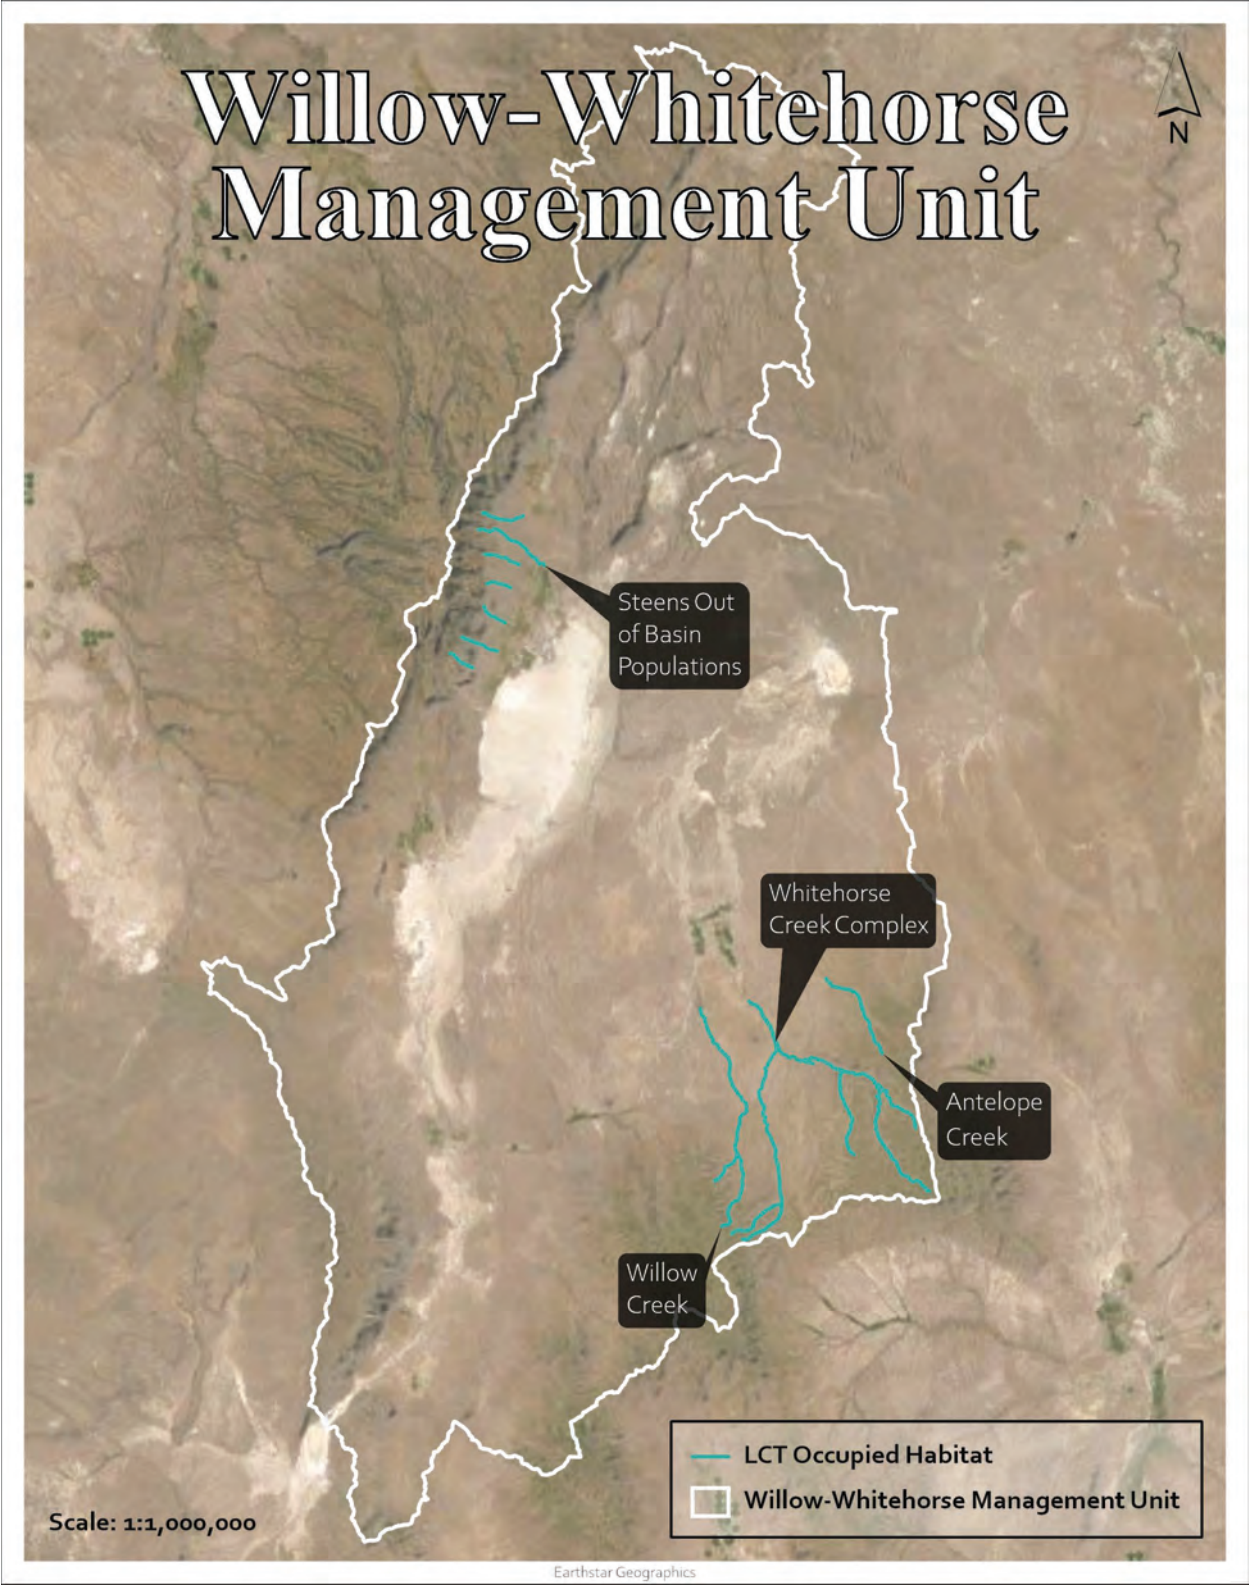 Willow-Whitehorse
Management Unit
N
Steens Out
of Basin
Populations
Whitehorse
Creek Complex
Antelope
Creek
Willow
Creek
LCT Occupied Habitat
Willow-Whitehorse Management Unit
Scale: 1:1,000,000
Earthstar Geographics